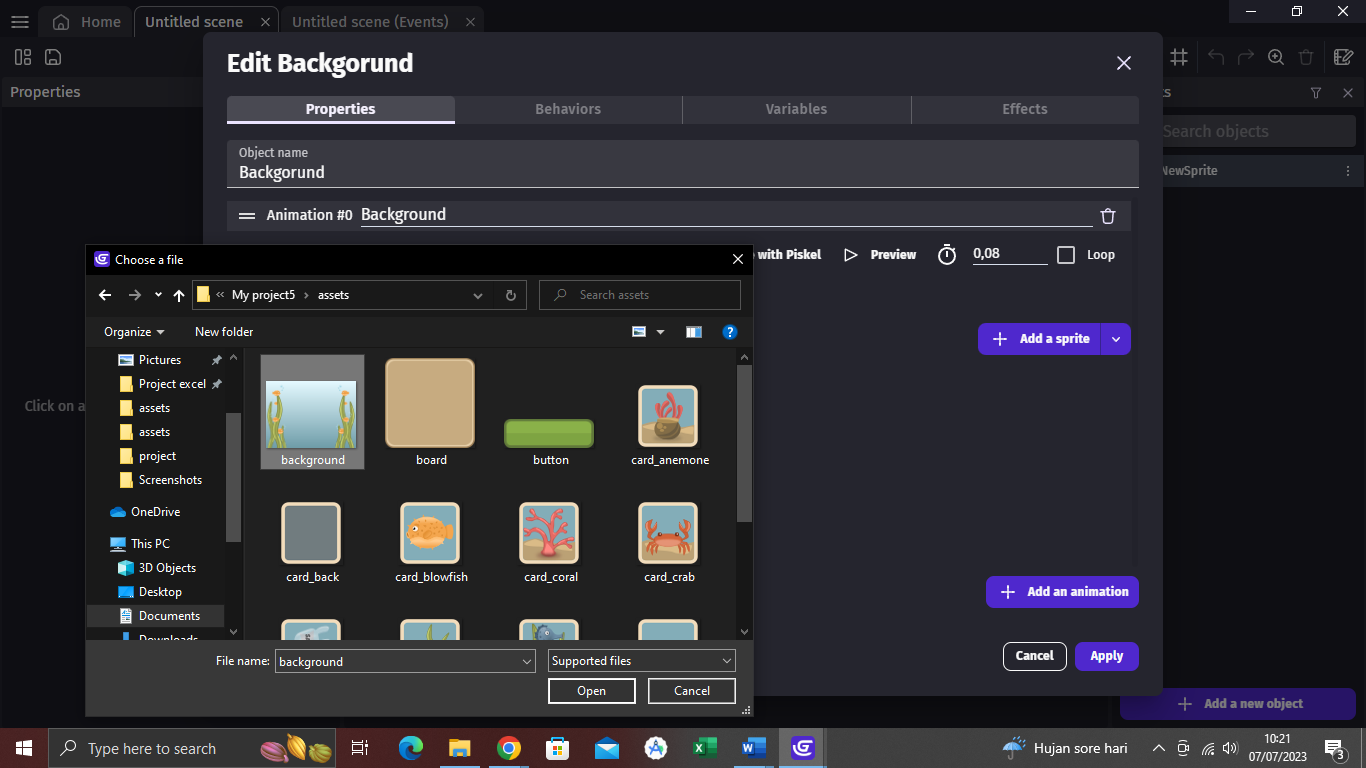 Home
Untitled scene
Untitled scene (Events)
Properties
Click on a
Edit Backgorund
Properties Behaviors Variables Effects
Object name
Backgorund
Animation #0 Background
with Piskel Preview 0,08 Loop
Add a sprite
Add an animation
Cancel Apply
Search objects
NewSprite
Add a new object
Choose a file
« My project5 › assets
Search assets
Organize New folder
Pictures
Project excel
assets
assets
project
Screenshots
OneDrive
This PC
3D Objects
Desktop
Documents
Downloads
background board button card_anemone
card_back card_blowfish card_coral card_crab
File name: background Supported files
Open Cancel
Type here to search
Hujan sore hari
10:21
07/07/2023
3